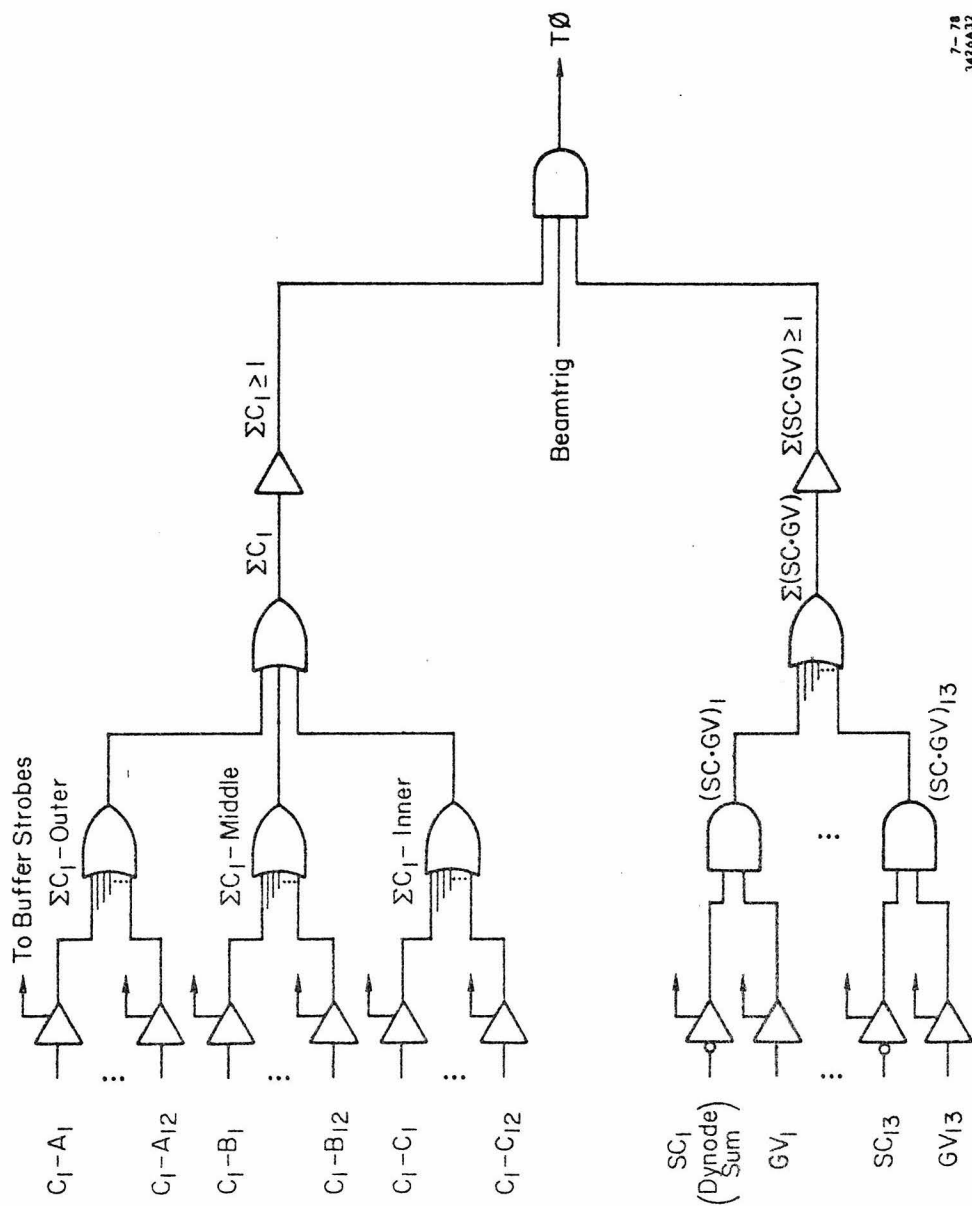 To Buffer Strobes
C₁-A₁
...
C₁-A₁₂
ΣC₁-Outer
C₁-B₁
...
C₁-B₁₂
ΣC₁-Middle
C₁-C₁
...
C₁-C₁₂
ΣC₁-Inner
ΣC₁
ΣC₁ ≥ 1
Beamtrig
TØ
SC₁
(Dynode
Sum)
GV₁
...
SC₁₃
GV₁₃
(SC·GV)₁
...
(SC·GV)₁₃
Σ(SC·GV)
Σ(SC·GV) ≥ 1
7-78
3426A32